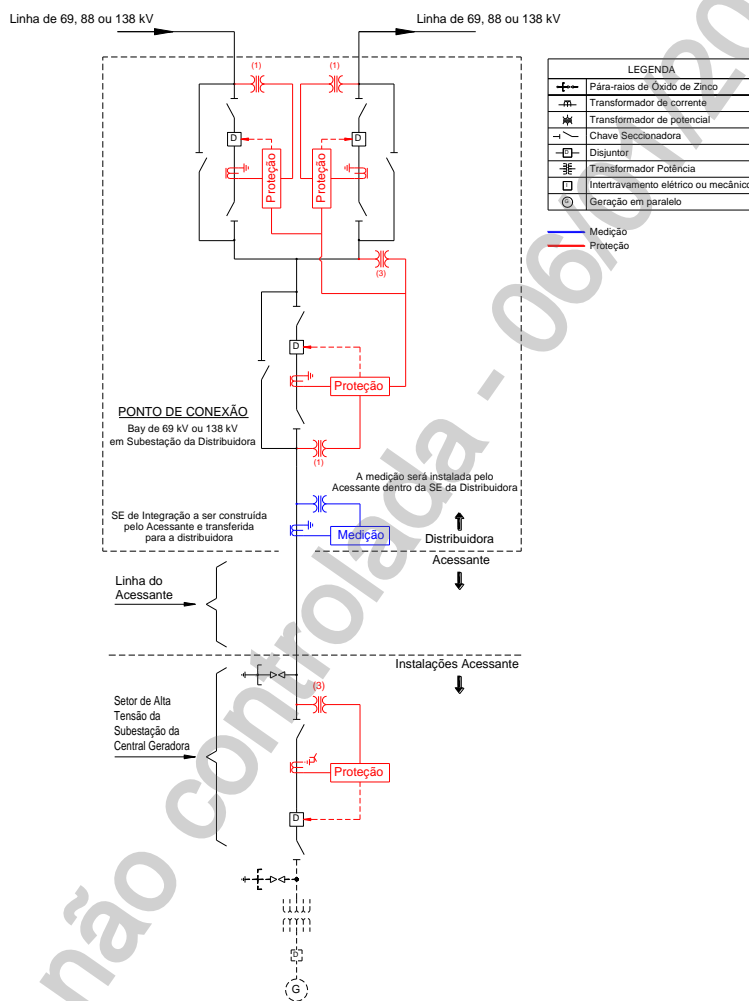 Linha de 69, 88 ou 138 kV
Linha de 69, 88 ou 138 kV
(1)
(1)
D
D
Proteção
Proteção
(3)
D
Proteção
(1)
PONTO DE CONEXÃO
Bay de 69 kV ou 138 kV
em Subestação da Distribuidora
A medição será instalada pelo
Acessante dentro da SE da Distribuidora
SE de Integração a ser construída
pelo Acessante e transferida
para a distribuidora
Medição
Distribuidora
Acessante
Linha do
Acessante
Instalações Acessante
(3)
Setor de Alta
Tensão da
Subestação da
Central Geradora
Proteção
D
D
G
LEGENDA
Pára-raios de Óxido de Zinco
Transformador de corrente
Transformador de potencial
Chave Seccionadora
D Disjuntor
Transformador Potência
I Intertravamento elétrico ou mecânico
G Geração em paralelo
Medição
Proteção
não controlada - 06/01/20